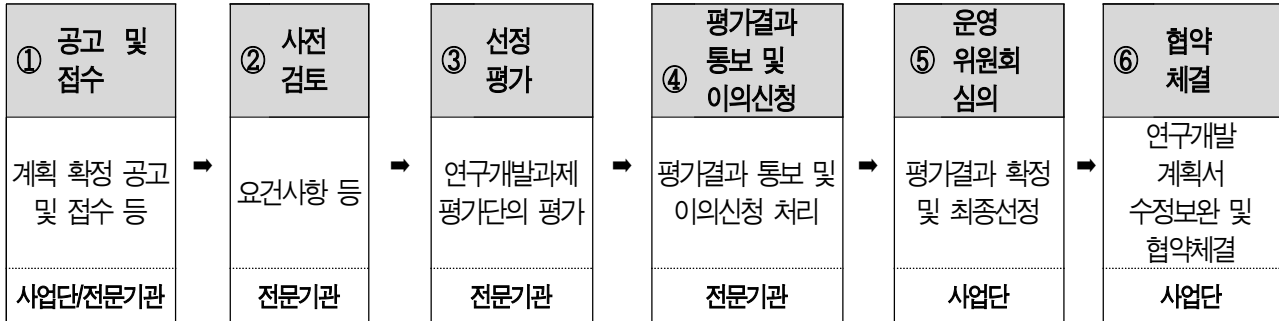 ① 공고 및
접수
계획 확정 공고
및 접수 등
사업단/전문기관
➡
② 사전
검토
요건사항 등
전문기관
➡
③ 선정
평가
연구개발과제
평가단의 평가
전문기관
➡
④ 평가결과
통보 및
이의신청
평가결과 통보 및
이의신청 처리
전문기관
➡
⑤ 운영
위원회
심의
평가결과 확정
및 최종선정
사업단
➡
⑥ 협약
체결
연구개발
계획서
수정보완 및
협약체결
사업단